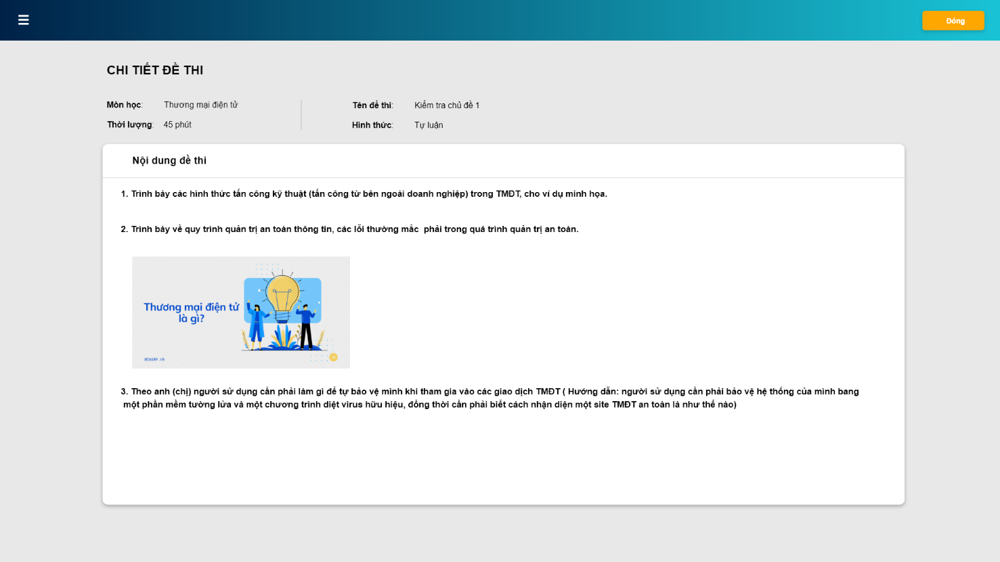 Đóng
CHI TIẾT ĐỀ THI
Môn học: Thương mại điện tử
Tên đề thi: Kiểm tra chủ đề 1
Thời lượng: 45 phút
Hình thức: Tự luận
Nội dung đề thi
1. Trình bày các hình thức tấn công kỹ thuật (tấn công từ bên ngoài doanh nghiệp) trong TMĐT, cho ví dụ minh họa.
2. Trình bày về quy trình quản trị an toàn thông tin, các lỗi thường mắc phải trong quá trình quản trị an toàn.
Thương mại điện tử
là gì?
WINERP.VN
3. Theo anh (chị) người sử dụng cần phải làm gì để tự bảo vệ mình khi tham gia vào các giao dịch TMĐT ( Hướng dẫn: người sử dụng cần phải bảo vệ hệ thống của mình bang
một phần mềm tường lửa và một chương trình diệt virus hữu hiệu, đồng thời cần phải biết cách nhận diện một site TMĐT an toàn là như thế nào)